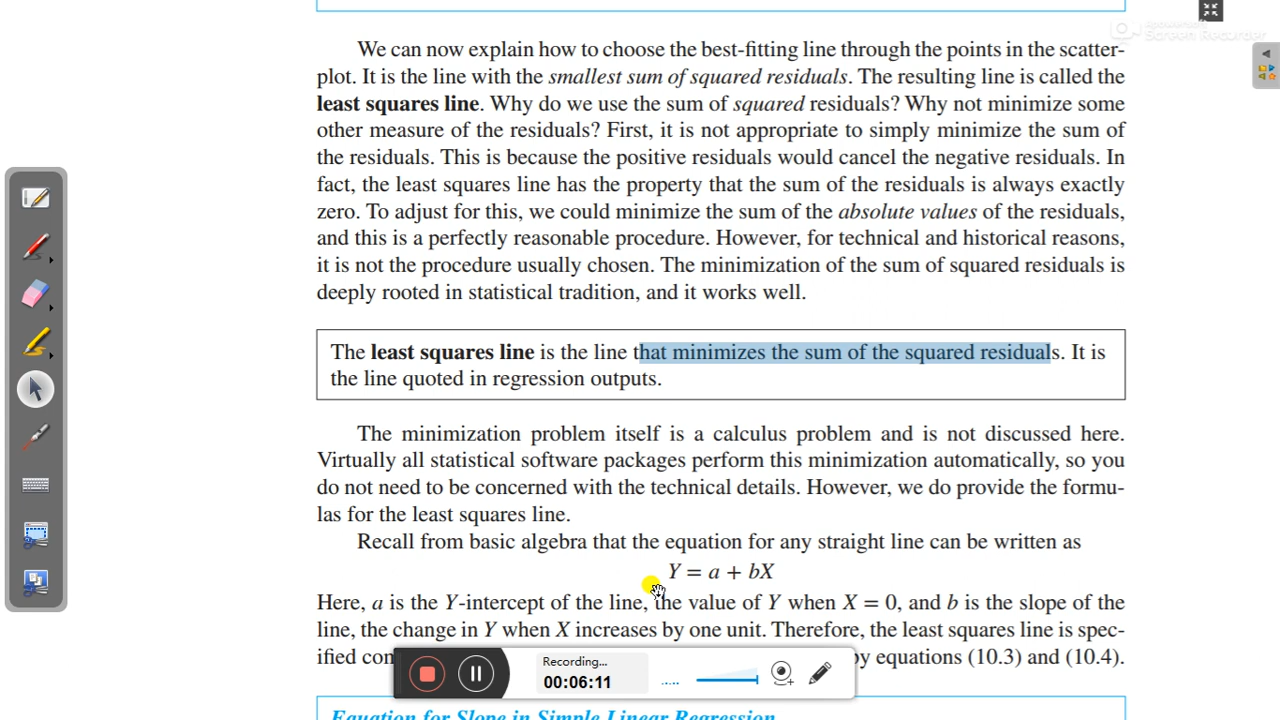 apowersoft
Screen Recorder
We can now explain how to choose the best-fitting line through the points in the scatter-
plot. It is the line with the smallest sum of squared residuals. The resulting line is called the
least squares line. Why do we use the sum of squared residuals? Why not minimize some
other measure of the residuals? First, it is not appropriate to simply minimize the sum of
the residuals. This is because the positive residuals would cancel the negative residuals. In
fact, the least squares line has the property that the sum of the residuals is always exactly
zero. To adjust for this, we could minimize the sum of the absolute values of the residuals,
and this is a perfectly reasonable procedure. However, for technical and historical reasons,
it is not the procedure usually chosen. The minimization of the sum of squared residuals is
deeply rooted in statistical tradition, and it works well.
The least squares line is the line that minimizes the sum of the squared residuals. It is
the line quoted in regression outputs.
The minimization problem itself is a calculus problem and is not discussed here.
Virtually all statistical software packages perform this minimization automatically, so you
do not need to be concerned with the technical details. However, we do provide the formu-
las for the least squares line.
Recall from basic algebra that the equation for any straight line can be written as
Y = a + bX
Here, a is the Y-intercept of the line, the value of Y when X = 0, and b is the slope of the
line, the change in Y when X increases by one unit. Therefore, the least squares line is spec-
ified con by equations (10.3) and (10.4).
Recording...
00:06:11
Equation for Slope in Simple Linear Regression